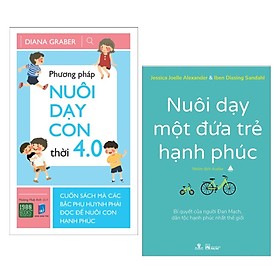 DIANA GRABER
Phương pháp
NUÔI
DẠY
CON
thời 4.0
CUỐN SÁCH MÀ CÁC
BẬC PHỤ HUYNH PHẢI
ĐỌC ĐỂ NUÔI CON
HẠNH PHÚC
1980
BOOKS
Jessica Joelle Alexander & Iben Dissing Sandahl
Nuôi dạy
một đứa trẻ
hạnh phúc
Bí quyết của người Đan Mạch,
dân tộc hạnh phúc nhất thế giới